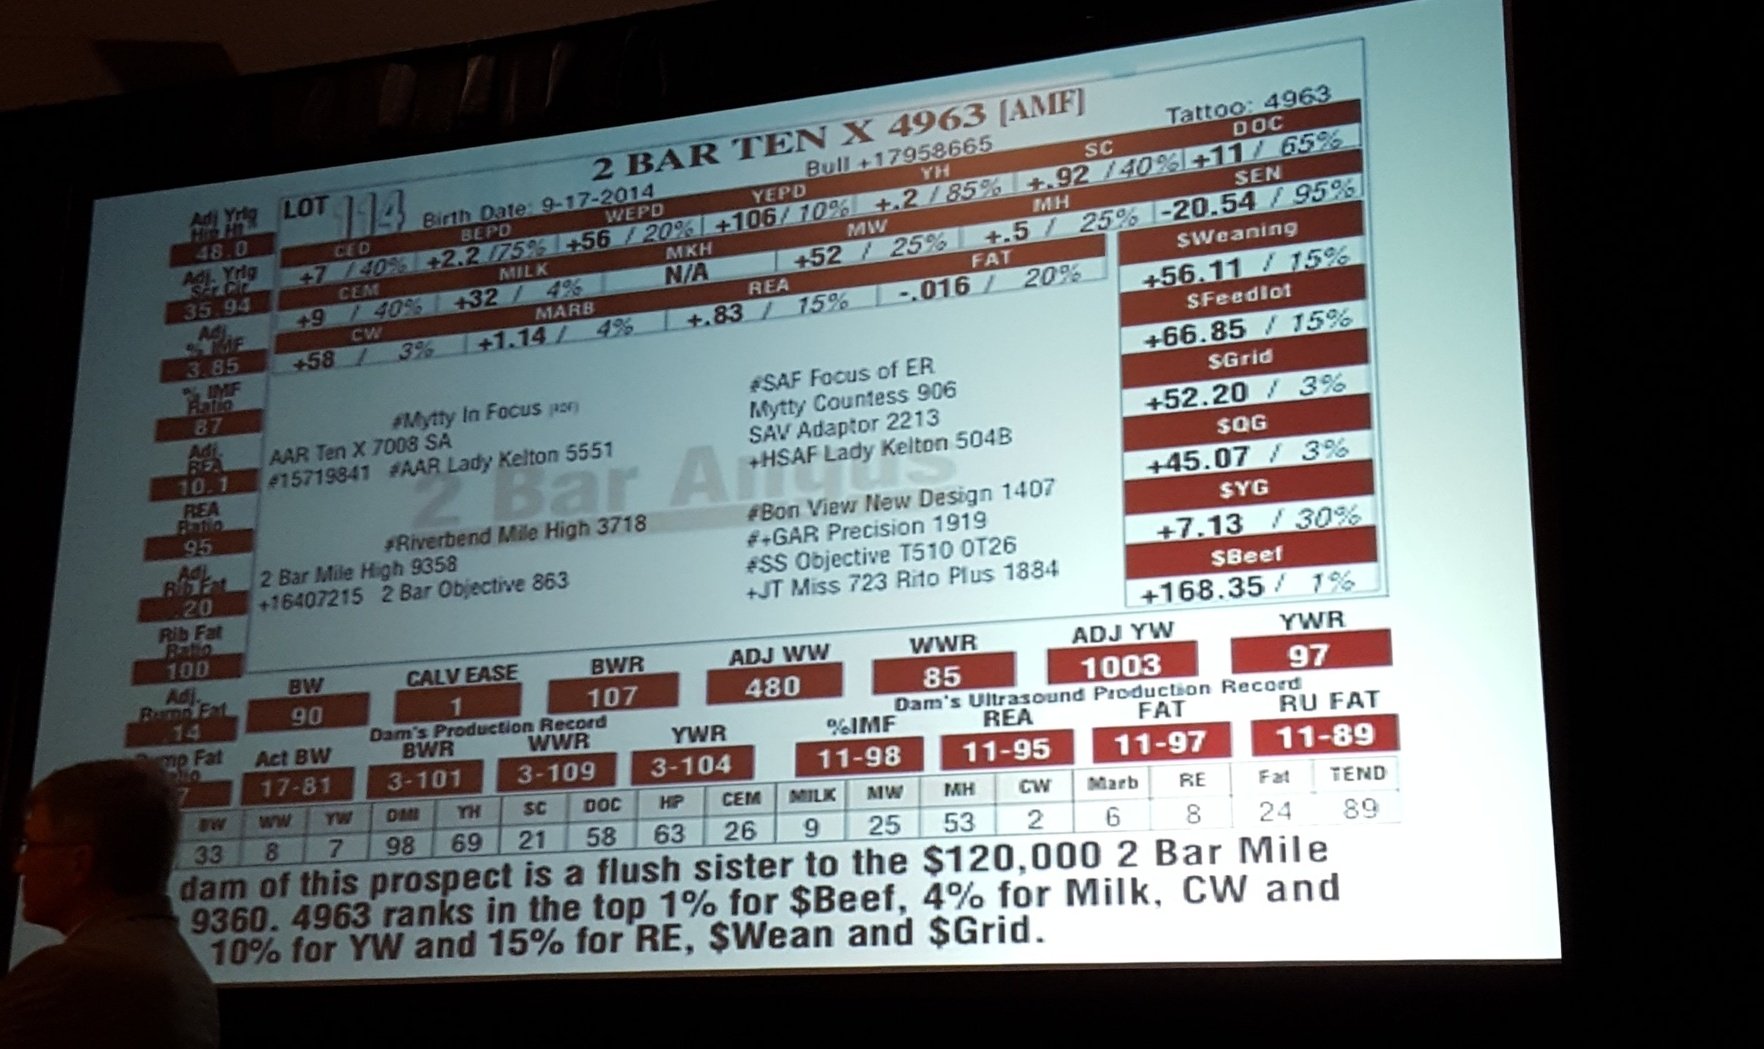 2 BAR TEN X 4963 [AMF]
Tattoo: 4963
LOT
Birth Date: 9-17-2014
Bull +17958665
CED BEPD WEPD YEPD YH SC DOC
+7 / 40% +2.2 /75% +56 / 20% +106/ 10% +.2 / 85% +.92 / 40% +11 / 65%
CEM MILK MKH MW MH SEN
+9 / 40% +32 / 4% N/A +52 / 25% +.5 / 25% -20.54 / 95%
CW MARB REA FAT
+58 / 3% +1.14 / 4% +.83 / 15% -.016 / 20%
$Weaning
+56.11 / 15%
$Feedlot
+66.85 / 15%
$Grid
+52.20 / 3%
$QG
+45.07 / 3%
$YG
+7.13 / 30%
$Beef
+168.35 / 1%
Adj Yrlg
Hip Ht
48.0
Adj. Yrlg
Scr Cir
35.94
Adj.
% IMF
3.85
% IMF
Ratio
87
Adj.
REA
10.1
REA
Ratio
95
Adj.
Rib Fat
.20
Rib Fat
Ratio
100
Adj.
Rump Fat
.14
Fat
7
#SAF Focus of ER
#Mytty In Focus
Mytty Countess 906
AAR Ten X 7008 SA
SAV Adaptor 2213
#15719841 #AAR Lady Kelton 5551
+HSAF Lady Kelton 504B
2 Bar Angus
#Bon View New Design 1407
#Riverbend Mile High 3718
#+GAR Precision 1919
2 Bar Mile High 9358
#SS Objective T510 0T26
+16407215 2 Bar Objective 863
+JT Miss 723 Rito Plus 1884
BW CALV EASE BWR ADJ WW WWR ADJ YW YWR
90 1 107 480 85 1003 97
Dam's Production Record
Dam's Ultrasound Production Record
Act BW BWR WWR YWR %IMF REA FAT RU FAT
17-81 3-101 3-109 3-104 11-98 11-95 11-97 11-89
BW WW YW DMI YH SC DOC HP CEM MILK MW MH CW Marb RE Fat TEND
33 8 7 98 69 21 58 63 26 9 25 53 2 6 8 24 89
dam of this prospect is a flush sister to the $120,000 2 Bar Mile
9360. 4963 ranks in the top 1% for $Beef, 4% for Milk, CW and
10% for YW and 15% for RE, $Wean and $Grid.